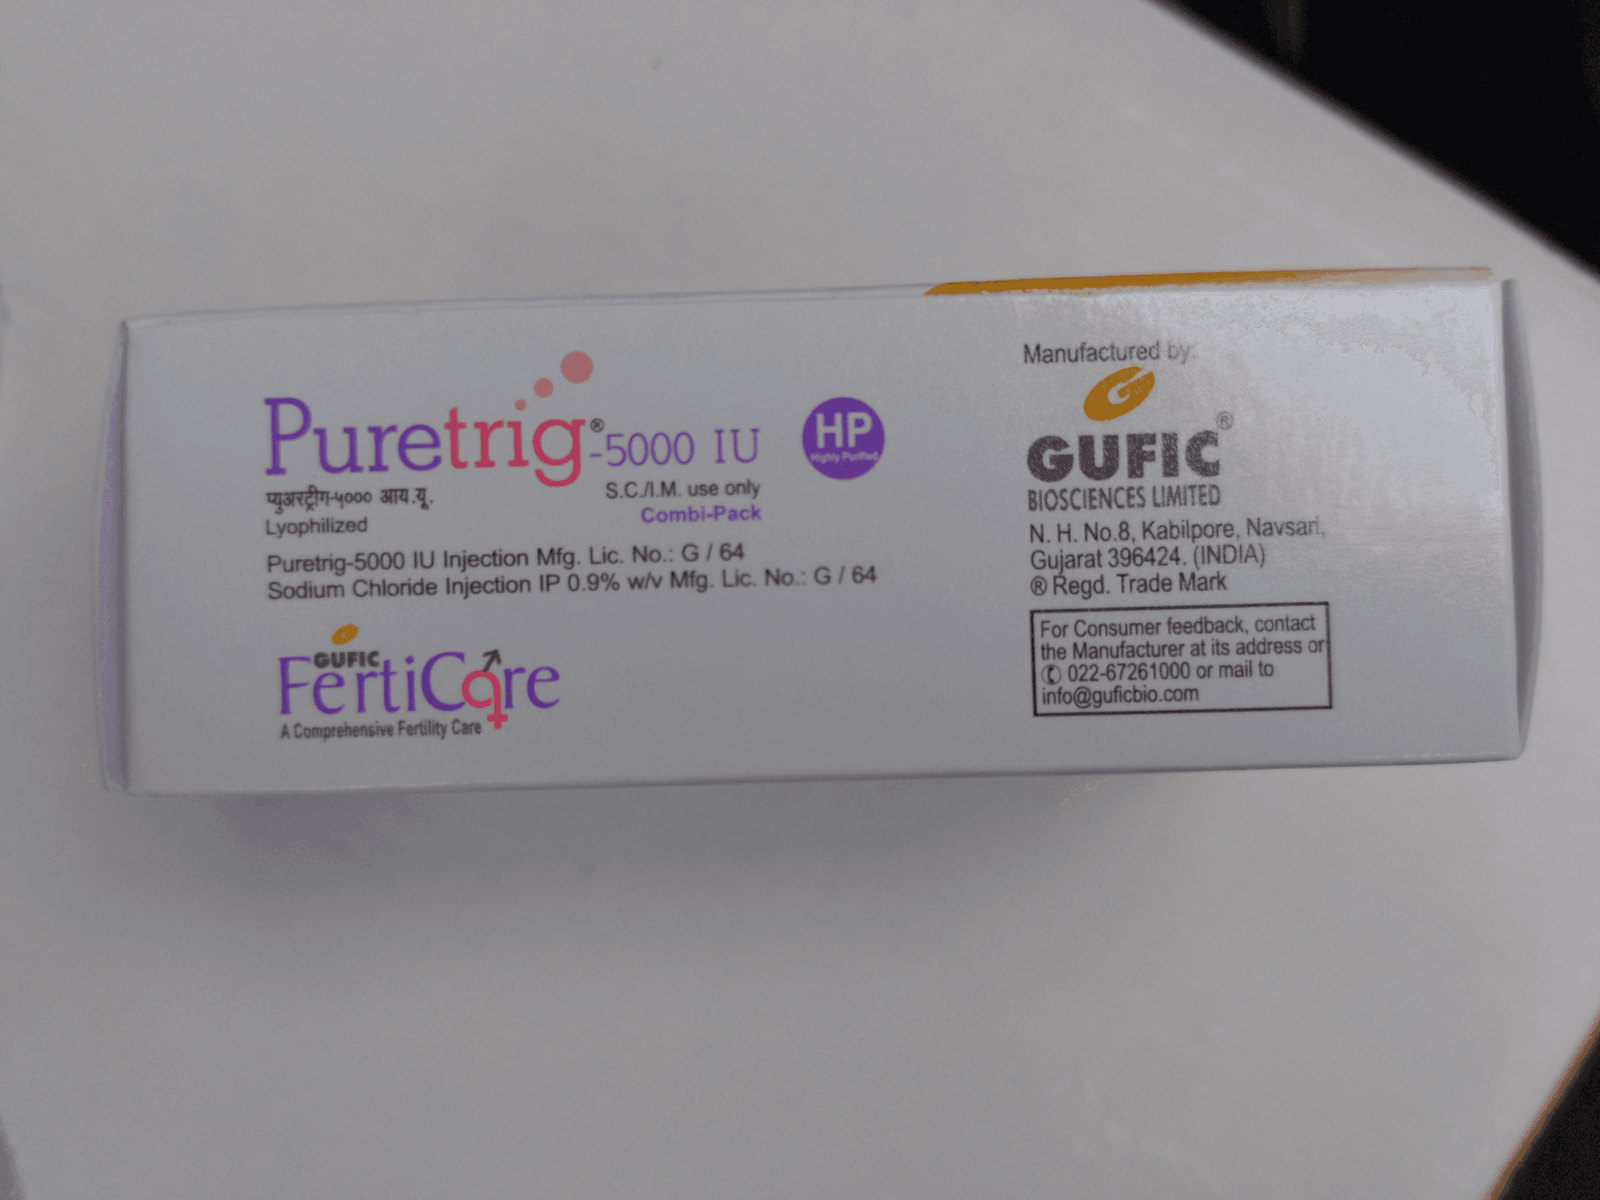 Puretrig®-5000 IU
HP
Highly Purified
प्युअरट्रीग-५००० आय.यू.
S.C./I.M. use only
Lyophilized
Combi-Pack
Puretrig-5000 IU Injection Mfg. Lic. No.: G / 64
Sodium Chloride Injection IP 0.9% w/v Mfg. Lic. No.: G / 64
GUFIC
FertiCare
A Comprehensive Fertility Care
Manufactured by:
G
GUFIC®
BIOSCIENCES LIMITED
N. H. No.8, Kabilpore, Navsari,
Gujarat 396424. (INDIA)
® Regd. Trade Mark
For Consumer feedback, contact
the Manufacturer at its address or
✆ 022-67261000 or mail to
info@guficbio.com